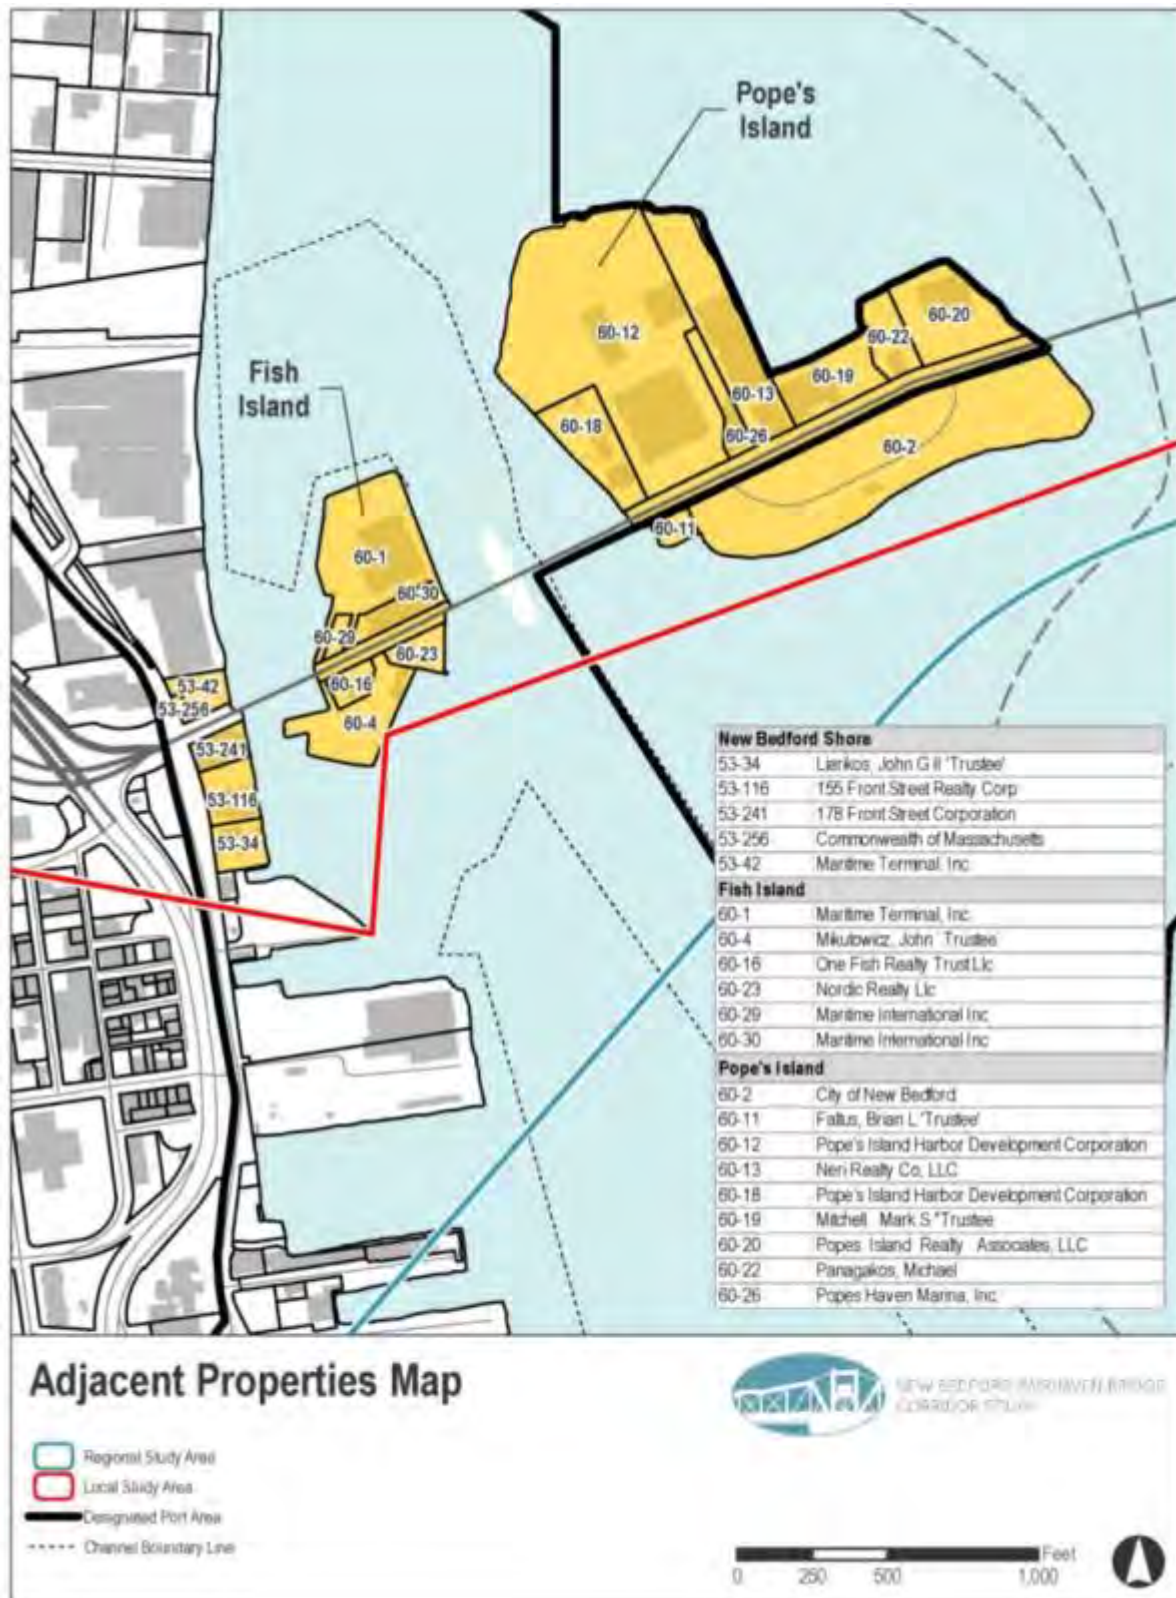 Pope's
Island
60-20
60-22
60-12
60-19
Fish
Island
60-13
60-18
60-26
60-2
60-11
60-1
60-30
60-29
60-23
53-42
60-16
53-256
60-4
53-241
53-116
53-34
New Bedford Shore
53-34 John G II 'Trustee'
53-116 155 Front Street Realty Corp
53-241 178 Front Street Corporation
53-256 Commonwealth of Massachusetts
53-42 Maritime Terminal, Inc
Fish Island
60-1 Maritime Terminal, Inc
60-4 Mikutowicz, John Trustee
60-16 One Fish Realty Trust Llc
60-23 Nordic Realty Llc
60-29 Maritime International Inc
60-30 Maritime International Inc
Pope's Island
60-2 City of New Bedford
60-11 Brian L 'Trustee'
60-12 Pope's Island Harbor Development Corporation
60-13 Neri Realty Co, LLC
60-18 Pope's Island Harbor Development Corporation
60-19 Mitchell Mark S "Trustee
60-20 Popes Island Realty Associates, LLC
60-22 Panagakos, Michael
60-26 Popes Haven Marina, Inc
Adjacent Properties Map
NEW BEDFORD FAIRHAVEN BRIDGE
CORRIDOR STUDY
Regional Study Area
Local Study Area
Designated Port Area
Channel Boundary Line
Feet
0 250 500 1,000